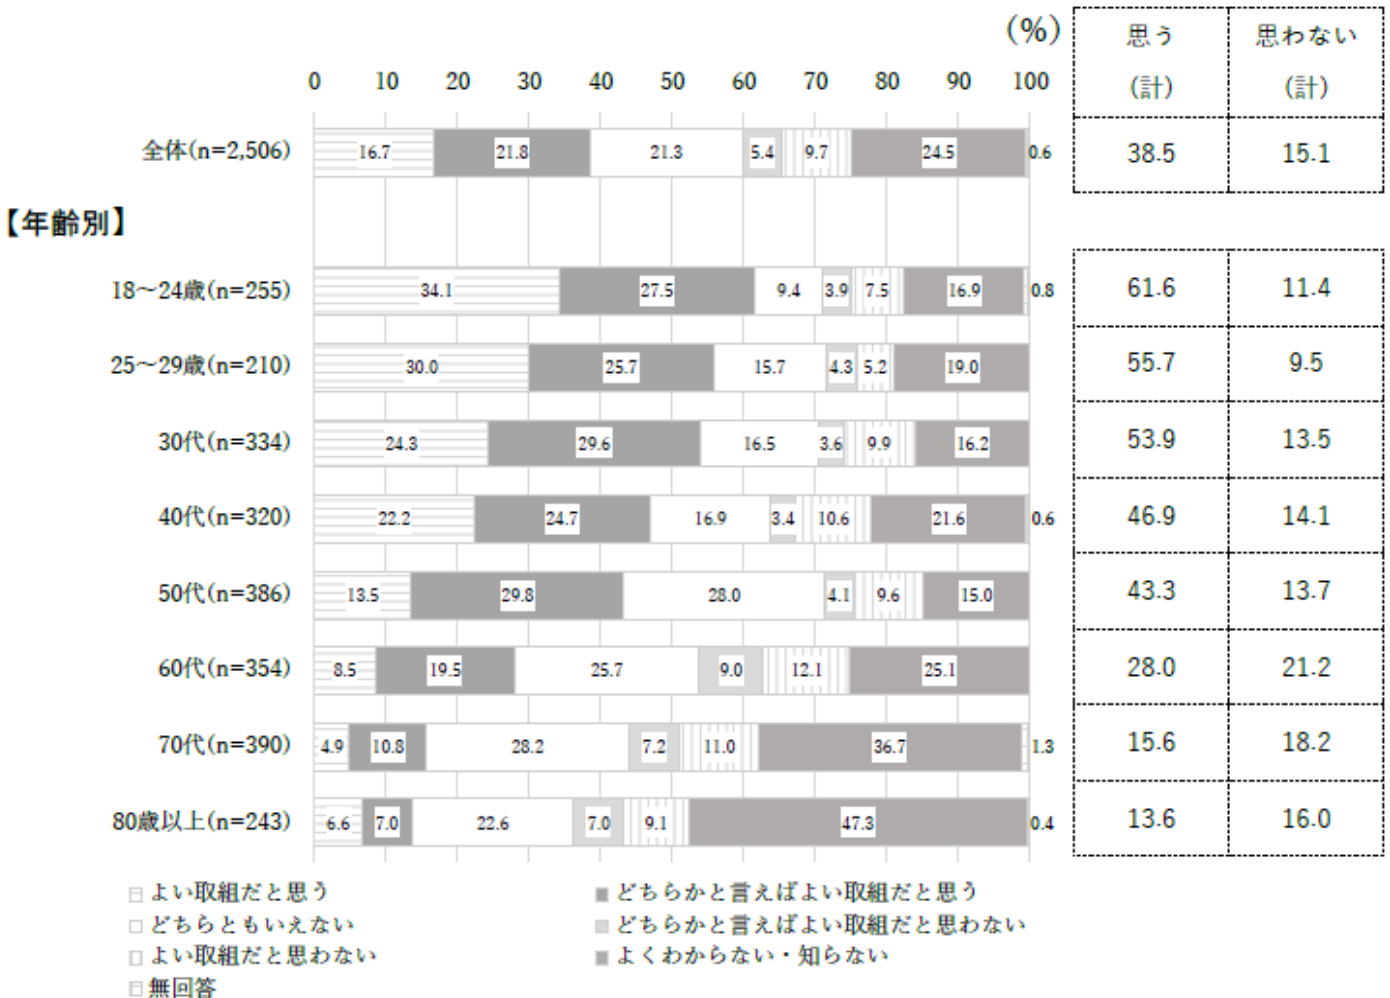 (%)
思う 思わない
(計) (計)
0 10 20 30 40 50 60 70 80 90 100
全体(n=2,506) 16.7 21.8 21.3 5.4 9.7 24.5 0.6 38.5 15.1
【年齢別】
18～24歳(n=255) 34.1 27.5 9.4 3.9 7.5 16.9 0.8 61.6 11.4
25～29歳(n=210) 30.0 25.7 15.7 4.3 5.2 19.0 55.7 9.5
30代(n=334) 24.3 29.6 16.5 3.6 9.9 16.2 53.9 13.5
40代(n=320) 22.2 24.7 16.9 3.4 10.6 21.6 0.6 46.9 14.1
50代(n=386) 13.5 29.8 28.0 4.1 9.6 15.0 43.3 13.7
60代(n=354) 8.5 19.5 25.7 9.0 12.1 25.1 28.0 21.2
70代(n=390) 4.9 10.8 28.2 7.2 11.0 36.7 1.3 15.6 18.2
80歳以上(n=243) 6.6 7.0 22.6 7.0 9.1 47.3 0.4 13.6 16.0
よい取組だと思う どちらかと言えばよい取組だと思う
どちらともいえない どちらかと言えばよい取組だと思わない
よい取組だと思わない よくわからない・知らない
無回答